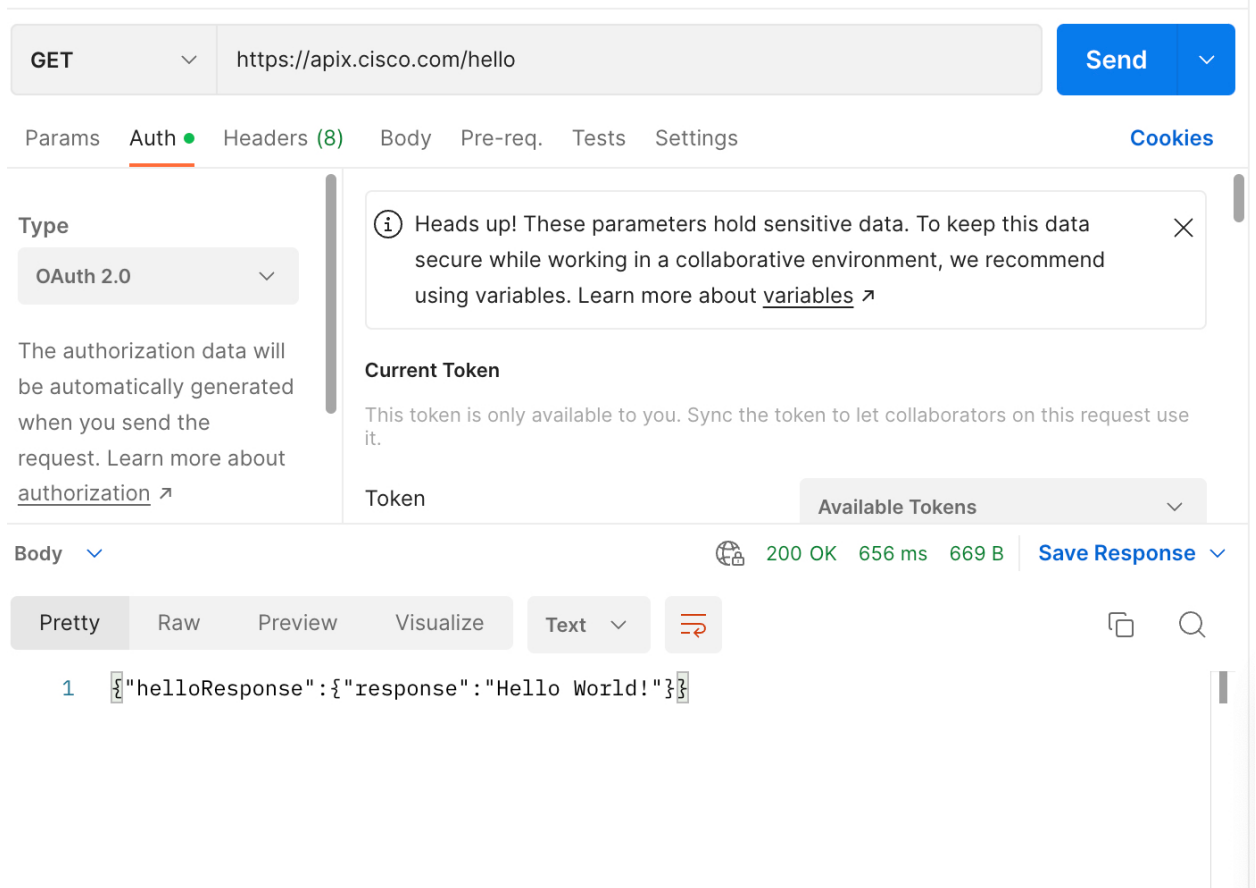 GET
https://apix.cisco.com/hello
Send
Params Auth Headers (8) Body Pre-req. Tests Settings Cookies
Type
OAuth 2.0
The authorization data will
be automatically generated
when you send the
request. Learn more about
authorization ↗
Heads up! These parameters hold sensitive data. To keep this data
secure while working in a collaborative environment, we recommend
using variables. Learn more about variables ↗
Current Token
This token is only available to you. Sync the token to let collaborators on this request use
it.
Token
Available Tokens
Body 200 OK 656 ms 669 B Save Response
Pretty Raw Preview Visualize Text
1 {"helloResponse":{"response":"Hello World!"}}